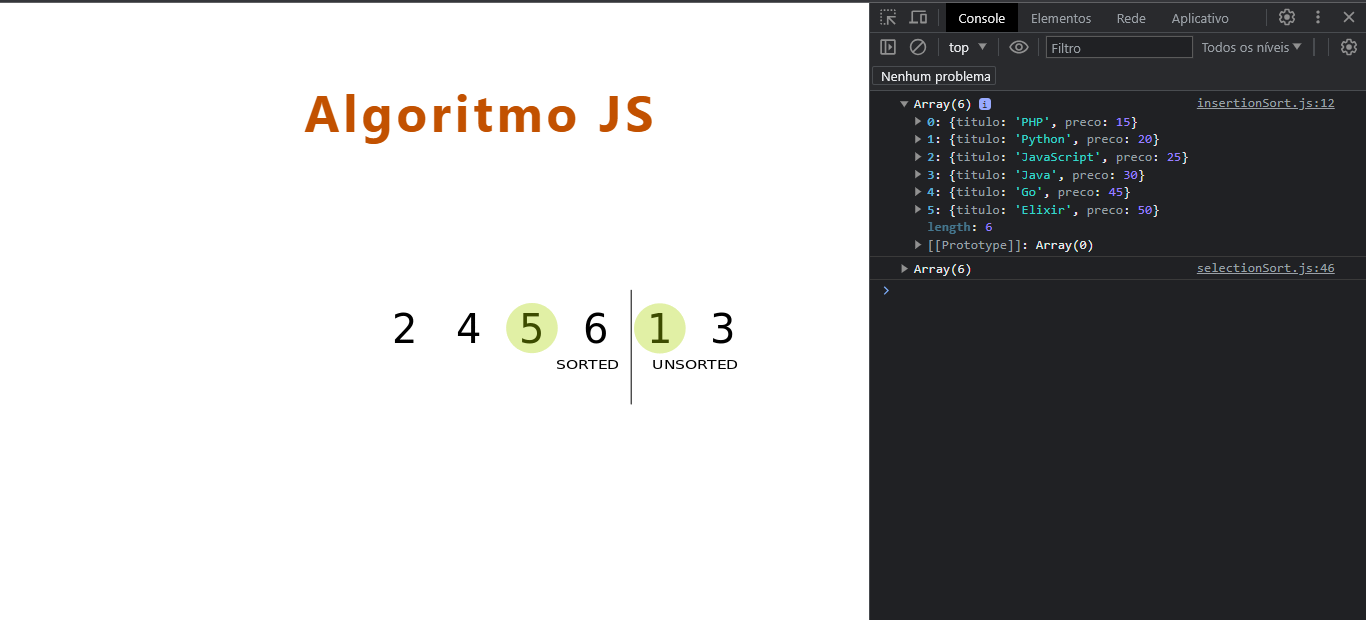 Algoritmo JS
2 4 5 6 1 3
SORTED UNSORTED
Console Elementos Rede Aplicativo
top Filtro Todos os níveis
Nenhum problema
Array(6) i insertionSort.js:12
0: {titulo: 'PHP', preco: 15}
1: {titulo: 'Python', preco: 20}
2: {titulo: 'JavaScript', preco: 25}
3: {titulo: 'Java', preco: 30}
4: {titulo: 'Go', preco: 45}
5: {titulo: 'Elixir', preco: 50}
length: 6
[[Prototype]]: Array(0)
Array(6) selectionSort.js:46